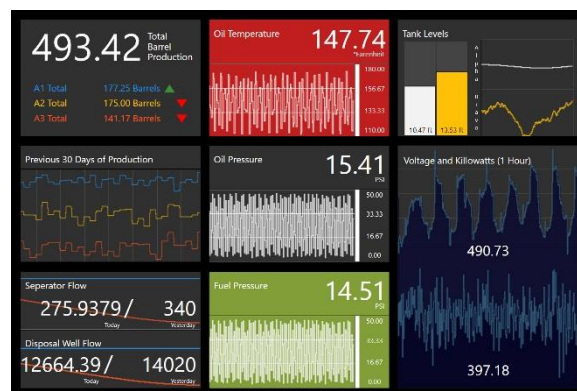 493.42
Total
Barrel
Production
A1 Total 177.25 Barrels
A2 Total 175.00 Barrels
A3 Total 141.17 Barrels
Oil Temperature
147.74
°Farenheit
180.00
156.67
133.33
110.00
Tank Levels
10.47 ft
13.53 ft
Alpha
Bravo
Previous 30 Days of Production
Oil Pressure
15.41
PSI
50.00
33.33
16.67
0.00
Voltage and Killowatts (1 Hour)
490.73
397.18
Seperator Flow
275.9379/ 340
Today Yesterday
Disposal Well Flow
12664.39/ 14020
Today Yesterday
Fuel Pressure
14.51
PSI
50.00
33.33
16.67
0.00